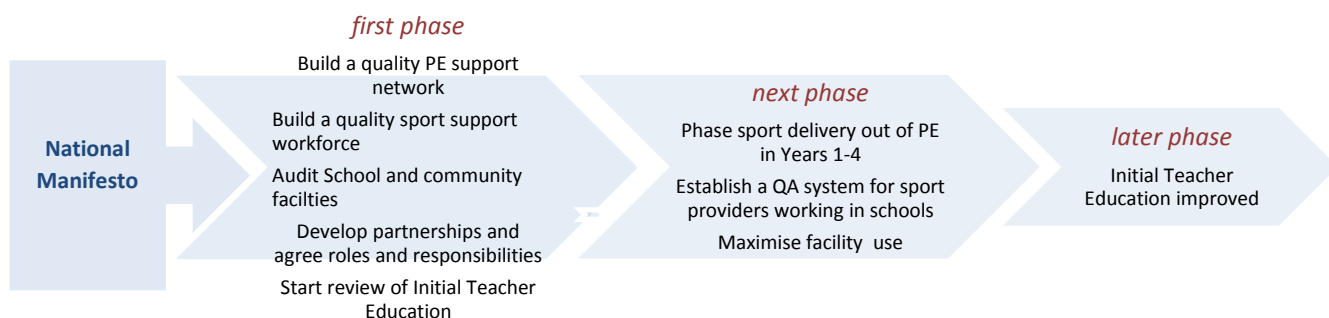 National
Manifesto
first phase
Build a quality PE support
network
Build a quality sport support
workforce
Audit School and community
facilties
Develop partnerships and
agree roles and responsibilities
Start review of Initial Teacher
Education
next phase
Phase sport delivery out of PE
in Years 1-4
Establish a QA system for sport
providers working in schools
Maximise facility use
later phase
Initial Teacher
Education improved